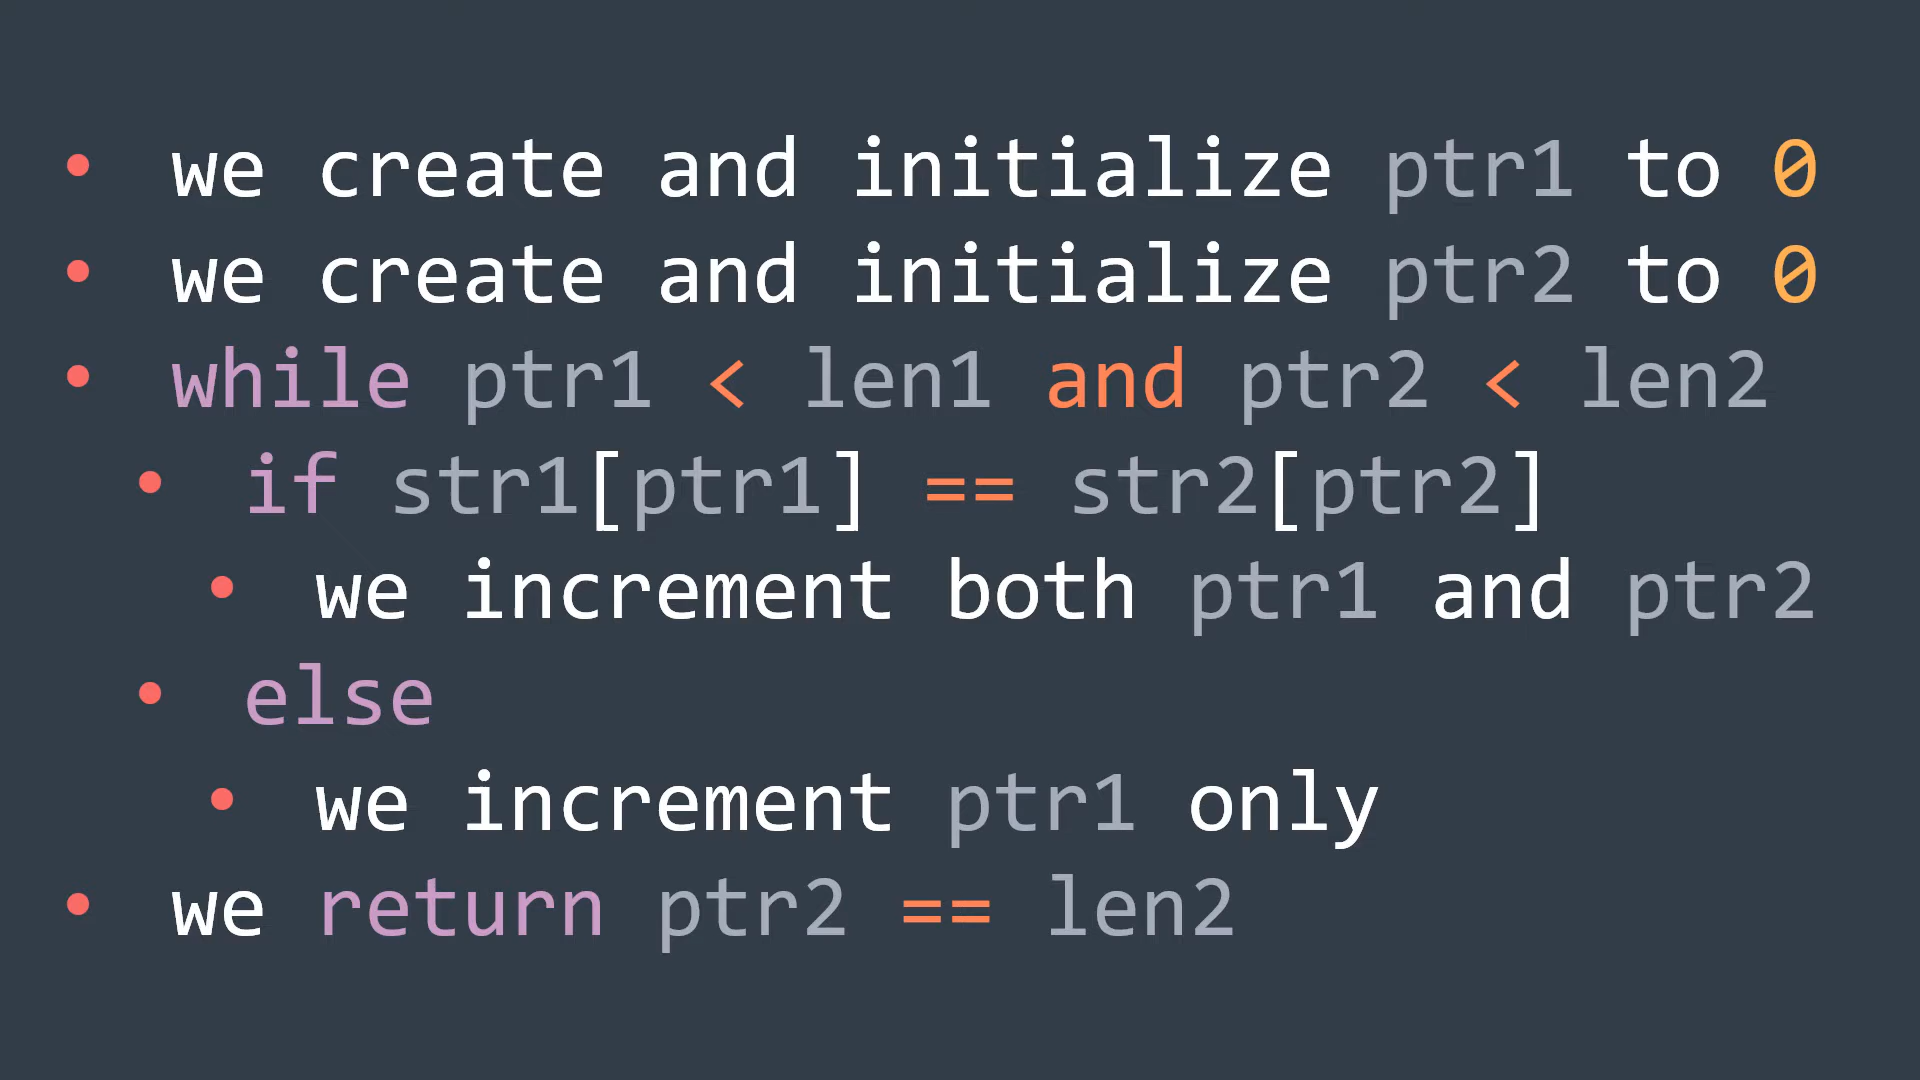 • we create and initialize ptr1 to 0
• we create and initialize ptr2 to 0
• while ptr1 < len1 and ptr2 < len2
• if str1[ptr1] == str2[ptr2]
• we increment both ptr1 and ptr2
• else
• we increment ptr1 only
• we return ptr2 == len2